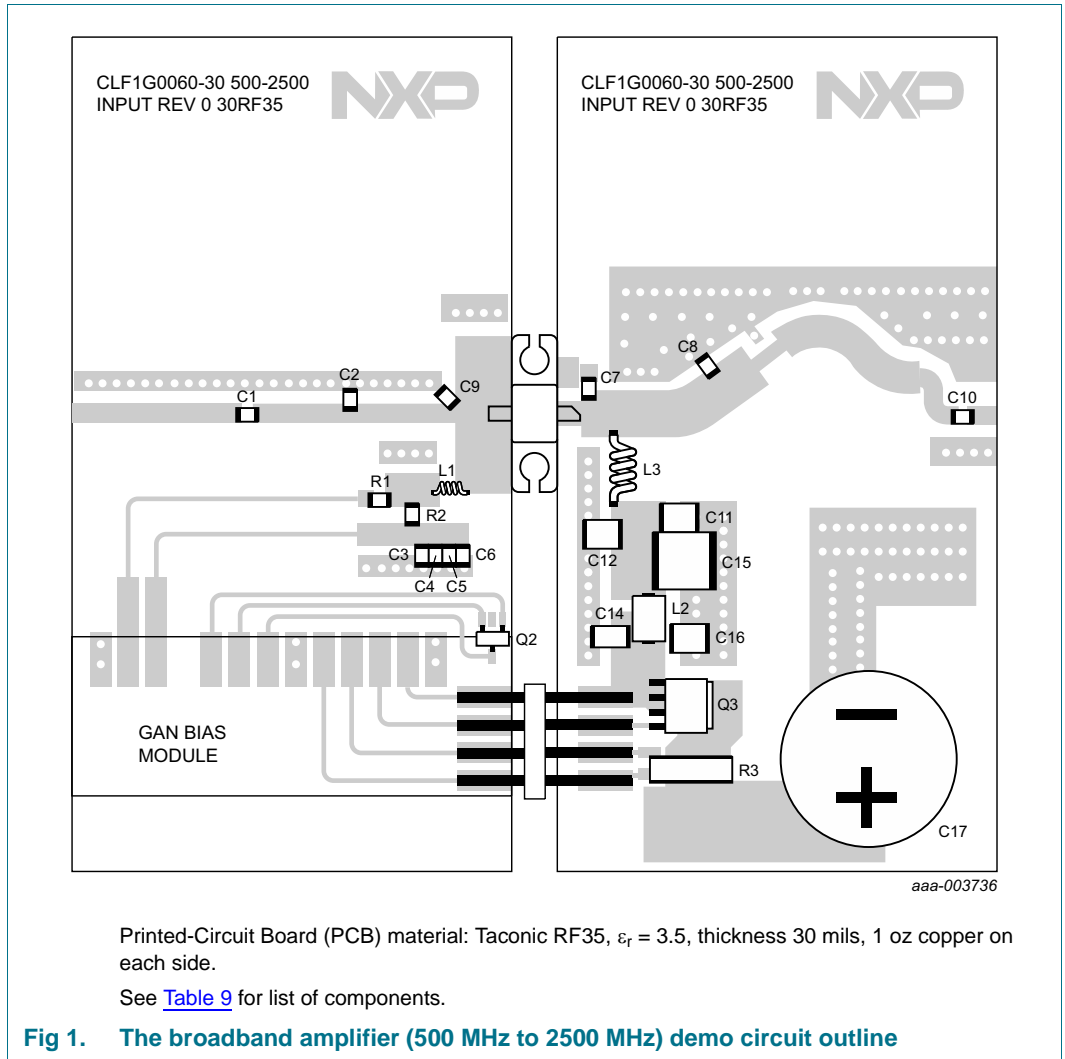 CLF1G0060-30 500-2500
INPUT REV 0 30RF35
NXP
CLF1G0060-30 500-2500
INPUT REV 0 30RF35
NXP
C1
C2
C9
C7
C8
C10
R1
L1
R2
L3
C3
C4
C5
C6
C12
C11
C15
C14
L2
C16
Q2
Q3
GAN BIAS
MODULE
R3
C17
aaa-003736
Printed-Circuit Board (PCB) material: Taconic RF35, εr = 3.5, thickness 30 mils, 1 oz copper on
each side.
See Table 9 for list of components.
Fig 1. The broadband amplifier (500 MHz to 2500 MHz) demo circuit outline